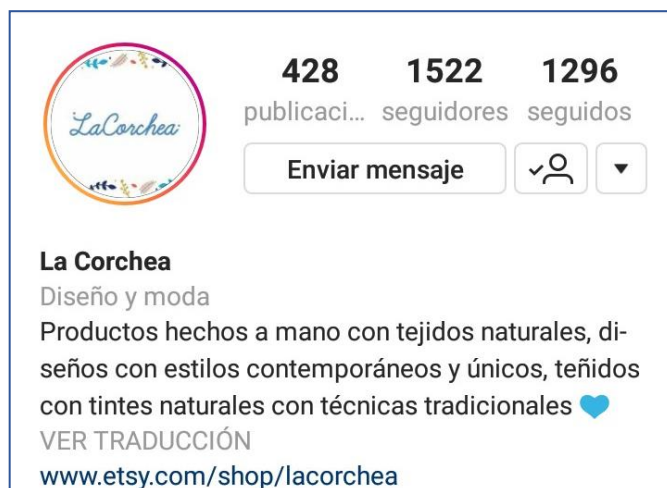 428 1522 1296
publicaci... seguidores seguidos
LaCorchea
Enviar mensaje
La Corchea
Diseño y moda
Productos hechos a mano con tejidos naturales, di-
seños con estilos contemporáneos y únicos, teñidos
con tintes naturales con técnicas tradicionales 💙
VER TRADUCCIÓN
www.etsy.com/shop/lacorchea